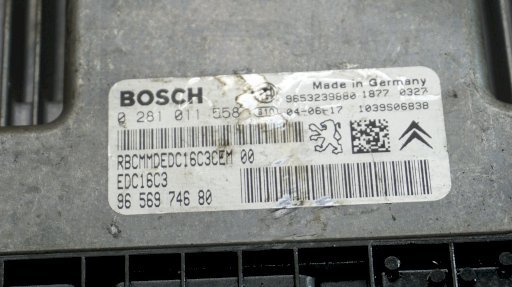 BOSCH
Made in Germany
9653239680 1877 0327
0 281 011 558
04-06-17 1039S06838
RBCMMDEDC16C3CEM 00
EDC16C3
96 569 746 80